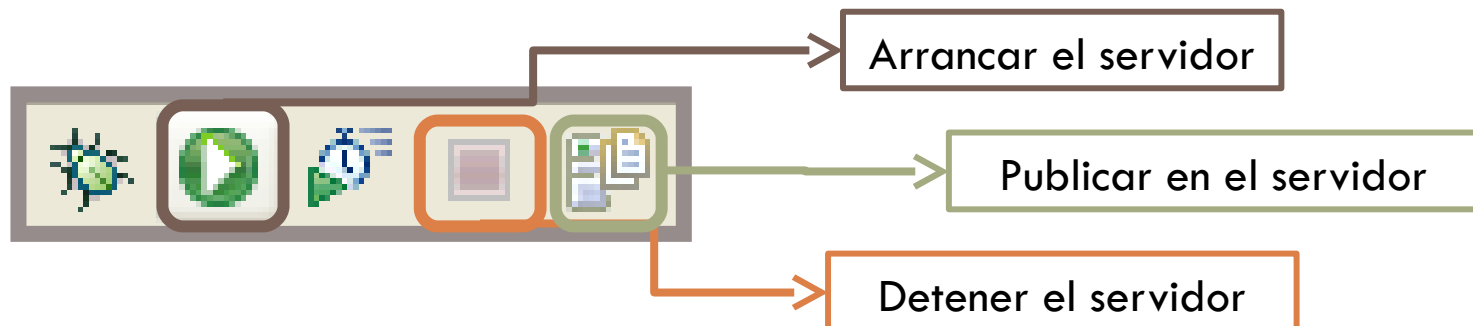 Arrancar el servidor
Publicar en el servidor
Detener el servidor